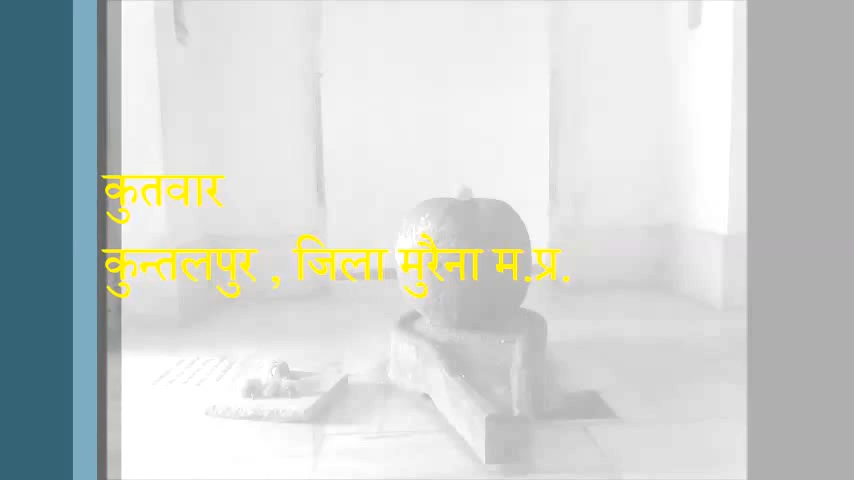 कुतवार
कुन्तलपुर , जिला मुरैना म.प्र.